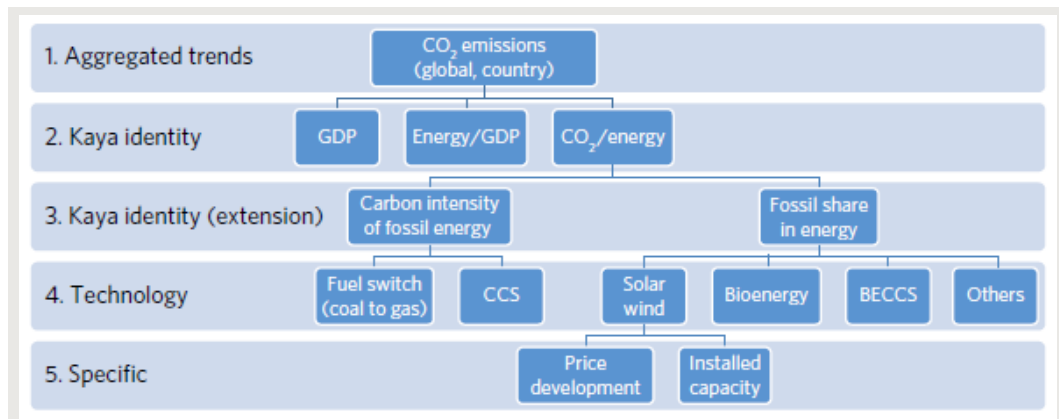 1. Aggregated trends
CO₂ emissions
(global, country)
2. Kaya identity
GDP
Energy/GDP
CO₂/energy
3. Kaya identity (extension)
Carbon intensity
of fossil energy
Fossil share
in energy
4. Technology
Fuel switch
(coal to gas)
CCS
Solar
wind
Bioenergy
BECCS
Others
5. Specific
Price
development
Installed
capacity